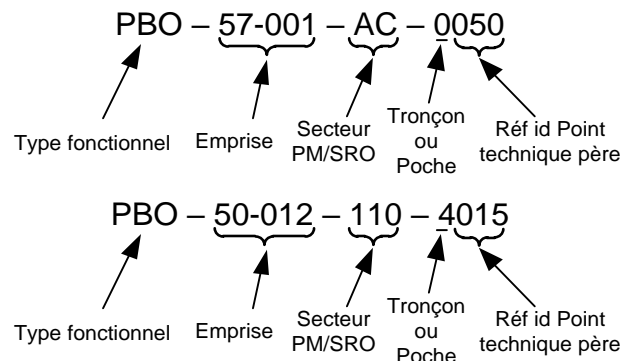 PBO – 57-001 – AC – 0050
Type fonctionnel
Emprise
Secteur
PM/SRO
Tronçon
ou
Poche
Réf id Point
technique père
PBO – 50-012 – 110 – 4015
Type fonctionnel
Emprise
Secteur
PM/SRO
Tronçon
ou
Poche
Réf id Point
technique père